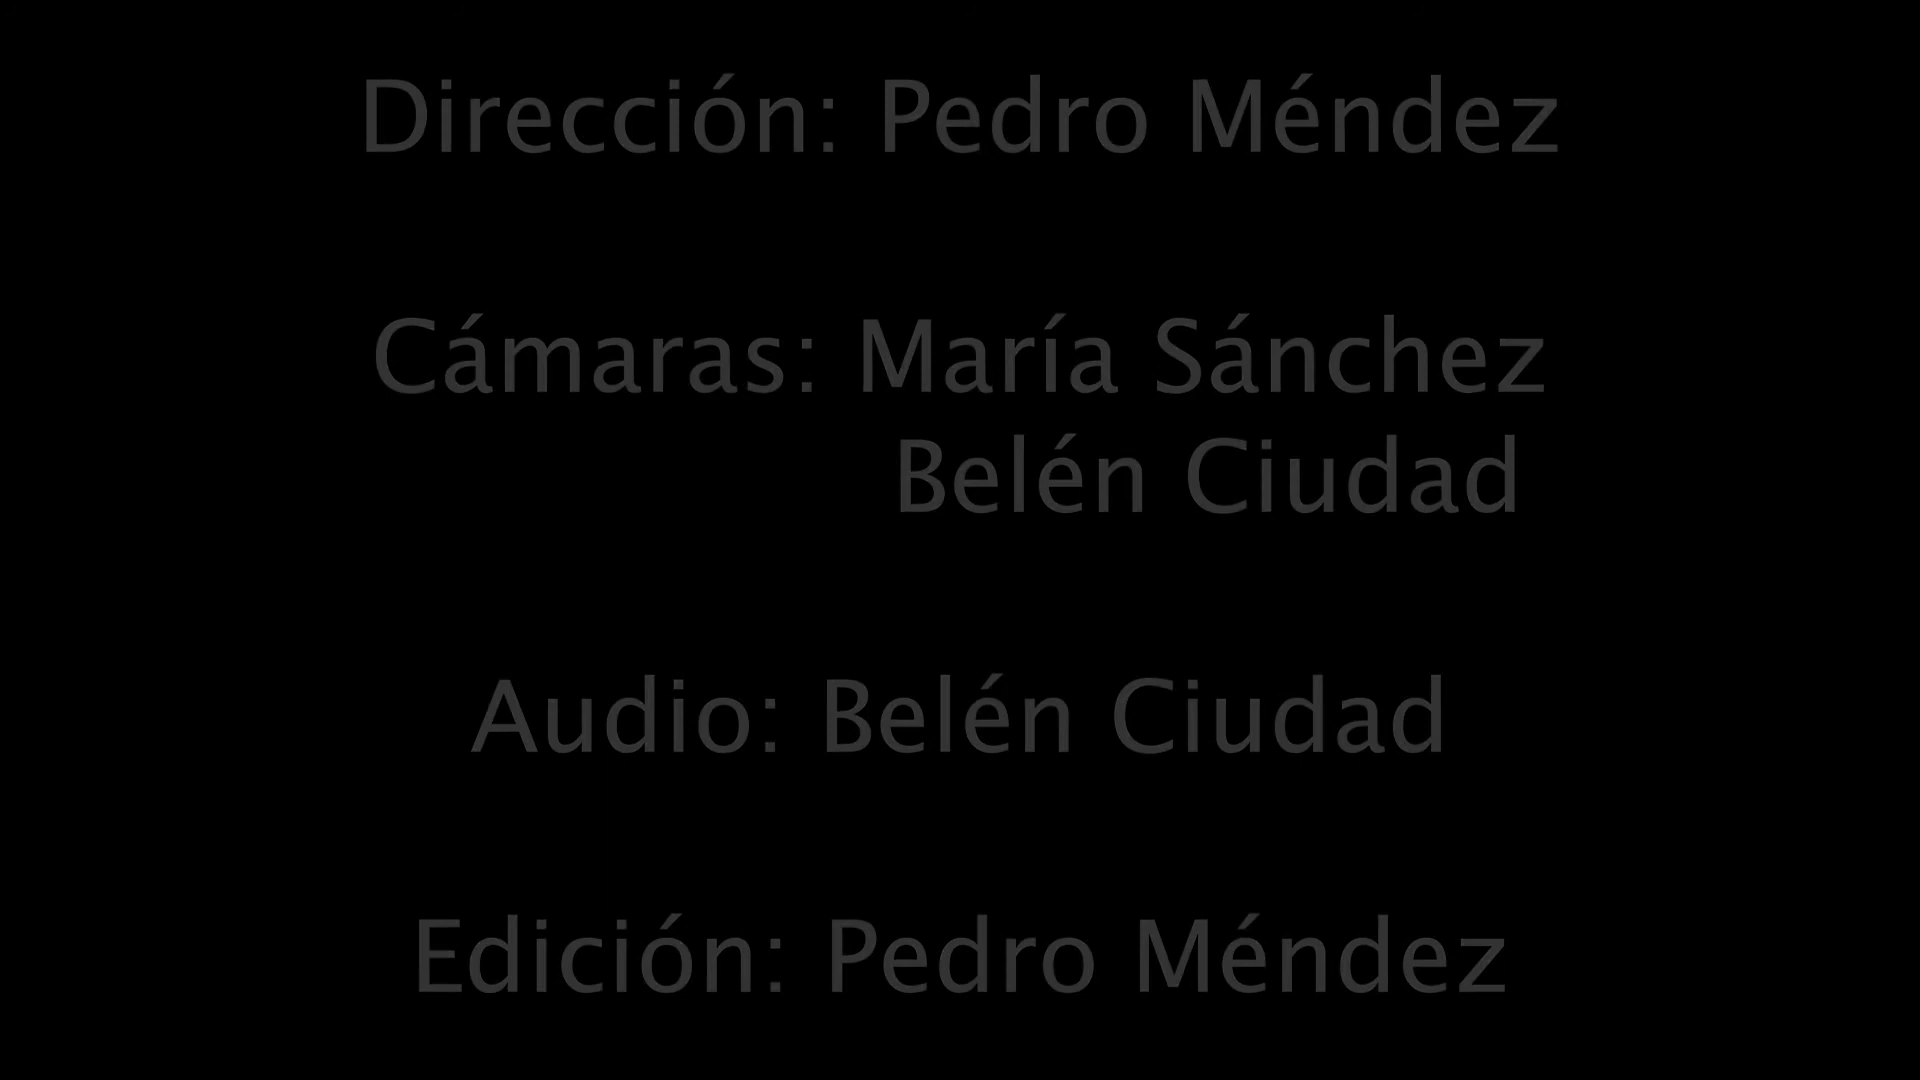 Dirección: Pedro Méndez
Cámaras: María Sánchez
Belén Ciudad
Audio: Belén Ciudad
Edición: Pedro Méndez